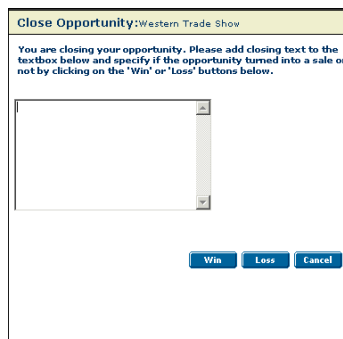 Close Opportunity:Western Trade Show
You are closing your opportunity. Please add closing text to the
textbox below and specify if the opportunity turned into a sale
not by clicking on the 'Win' or 'Loss' buttons below.
Win Loss Cancel